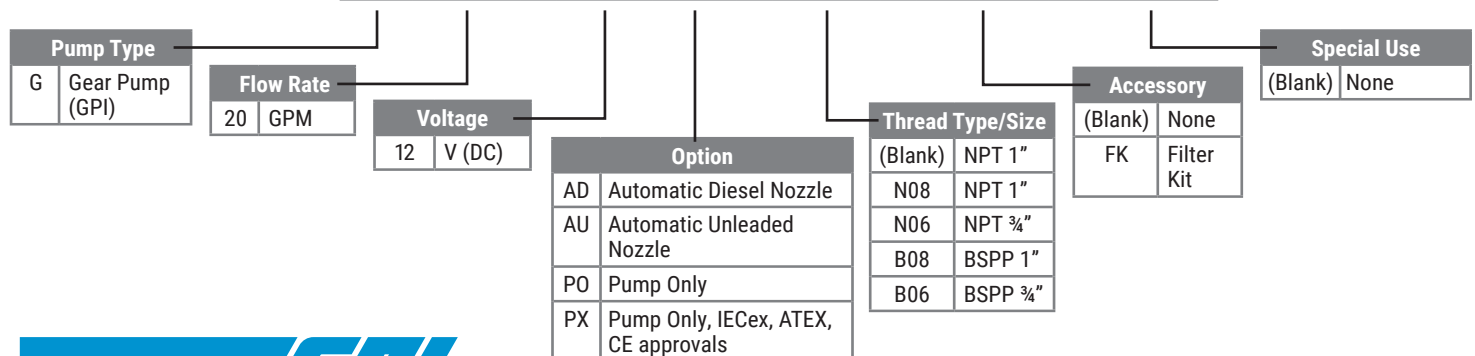 Pump Type
G Gear Pump
(GPI)
Flow Rate
20 GPM
Voltage
12 V (DC)
Option
AD Automatic Diesel Nozzle
AU Automatic Unleaded
Nozzle
PO Pump Only
PX Pump Only, IECex, ATEX,
CE approvals
Thread Type/Size
(Blank) NPT 1”
N08 NPT 1”
N06 NPT ¾”
B08 BSPP 1”
B06 BSPP ¾”
Accessory
(Blank) None
FK Filter
Kit
Special Use
(Blank) None